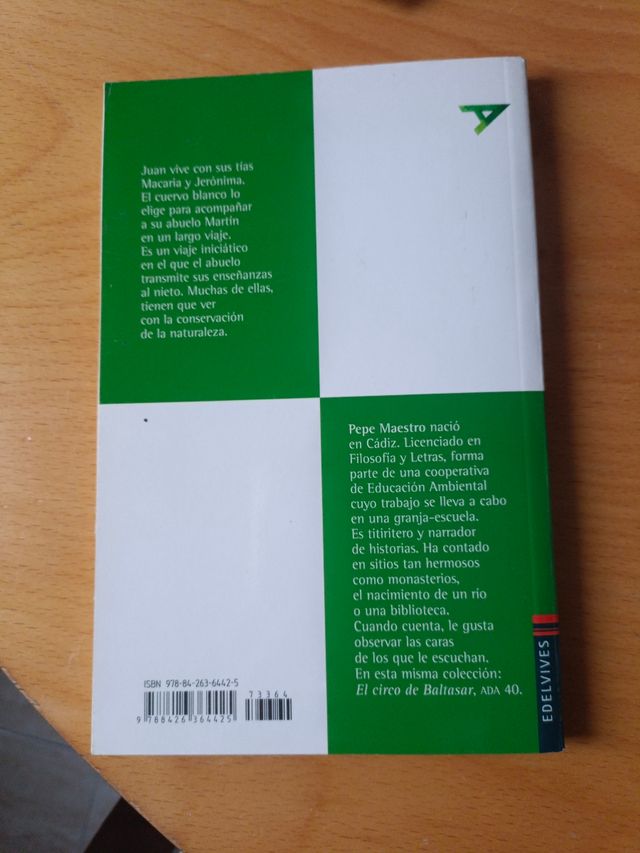 Juan vive con sus tías
Macaria y Jerónima.
El cuervo blanco lo
elige para acompañar
a su abuelo Martín
en un largo viaje.
Es un viaje iniciático
en el que el abuelo
transmite sus enseñanzas
al nieto. Muchas de ellas,
tienen que ver
con la conservación
de la naturaleza.
Pepe Maestro nació
en Cádiz. Licenciado en
Filosofía y Letras, forma
parte de una cooperativa
de Educación Ambiental
cuyo trabajo se lleva a cabo
en una granja-escuela.
Es titiritero y narrador
de historias. Ha contado
en sitios tan hermosos
como monasterios,
el nacimiento de un rio
o una biblioteca.
Cuando cuenta, le gusta
observar las caras
de los que le escuchan.
En esta misma colección:
El circo de Baltasar, ADA 40.
ISBN 978-84-263-6442-5
73364
9 788426 364425
EDELVIVES